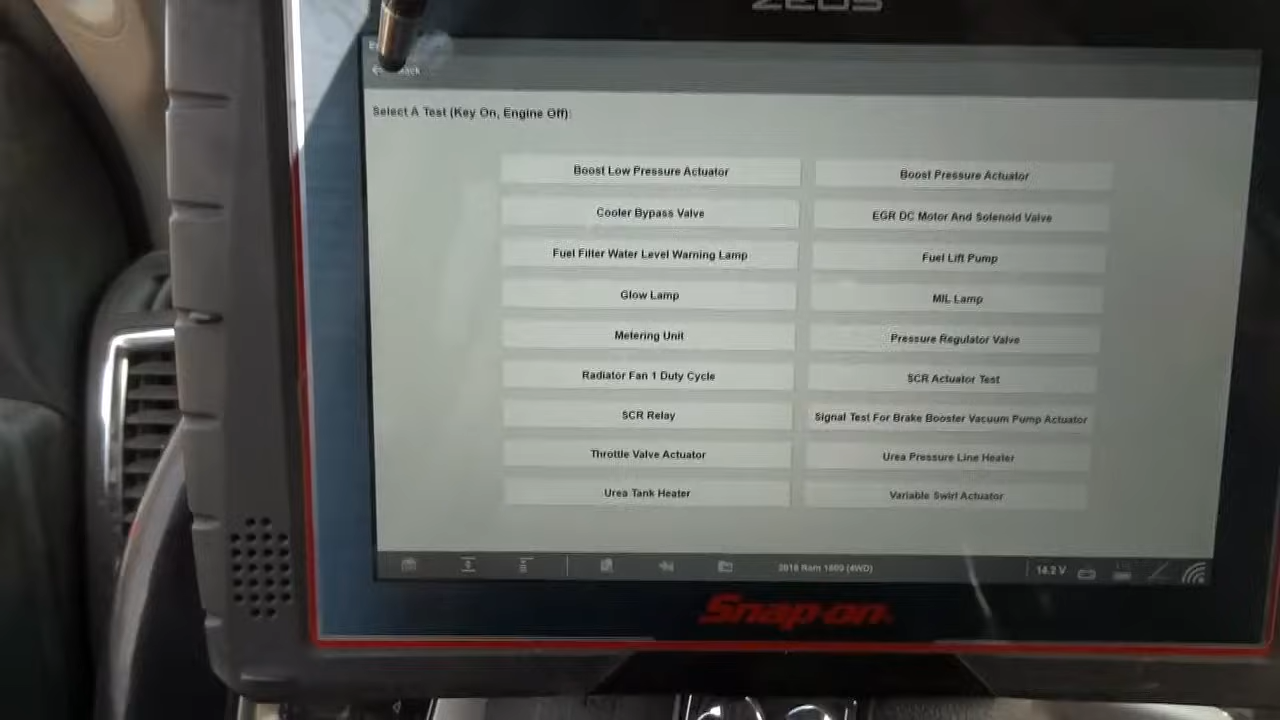 ZEUS
Back
Select A Test (Key On, Engine Off):
Boost Low Pressure Actuator
Boost Pressure Actuator
Cooler Bypass Valve
EGR DC Motor And Solenoid Valve
Fuel Filter Water Level Warning Lamp
Fuel Lift Pump
Glow Lamp
MIL Lamp
Metering Unit
Pressure Regulator Valve
Radiator Fan 1 Duty Cycle
SCR Actuator Test
SCR Relay
Signal Test For Brake Booster Vacuum Pump Actuator
Throttle Valve Actuator
Urea Pressure Line Heater
Urea Tank Heater
Variable Swirl Actuator
14.2 V
Snap-on